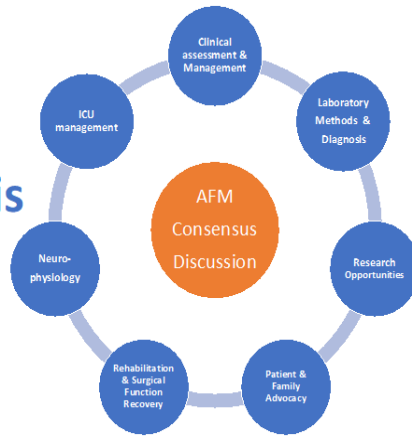 Clinical
assessment &
Management
Laboratory
Methods &
Diagnosis
Research
Opportunities
Patient &
Family
Advocacy
Rehabilitation
& Surgical
Function
Recovery
Neuro-
physiology
ICU
management
is
AFM
Consensus
Discussion